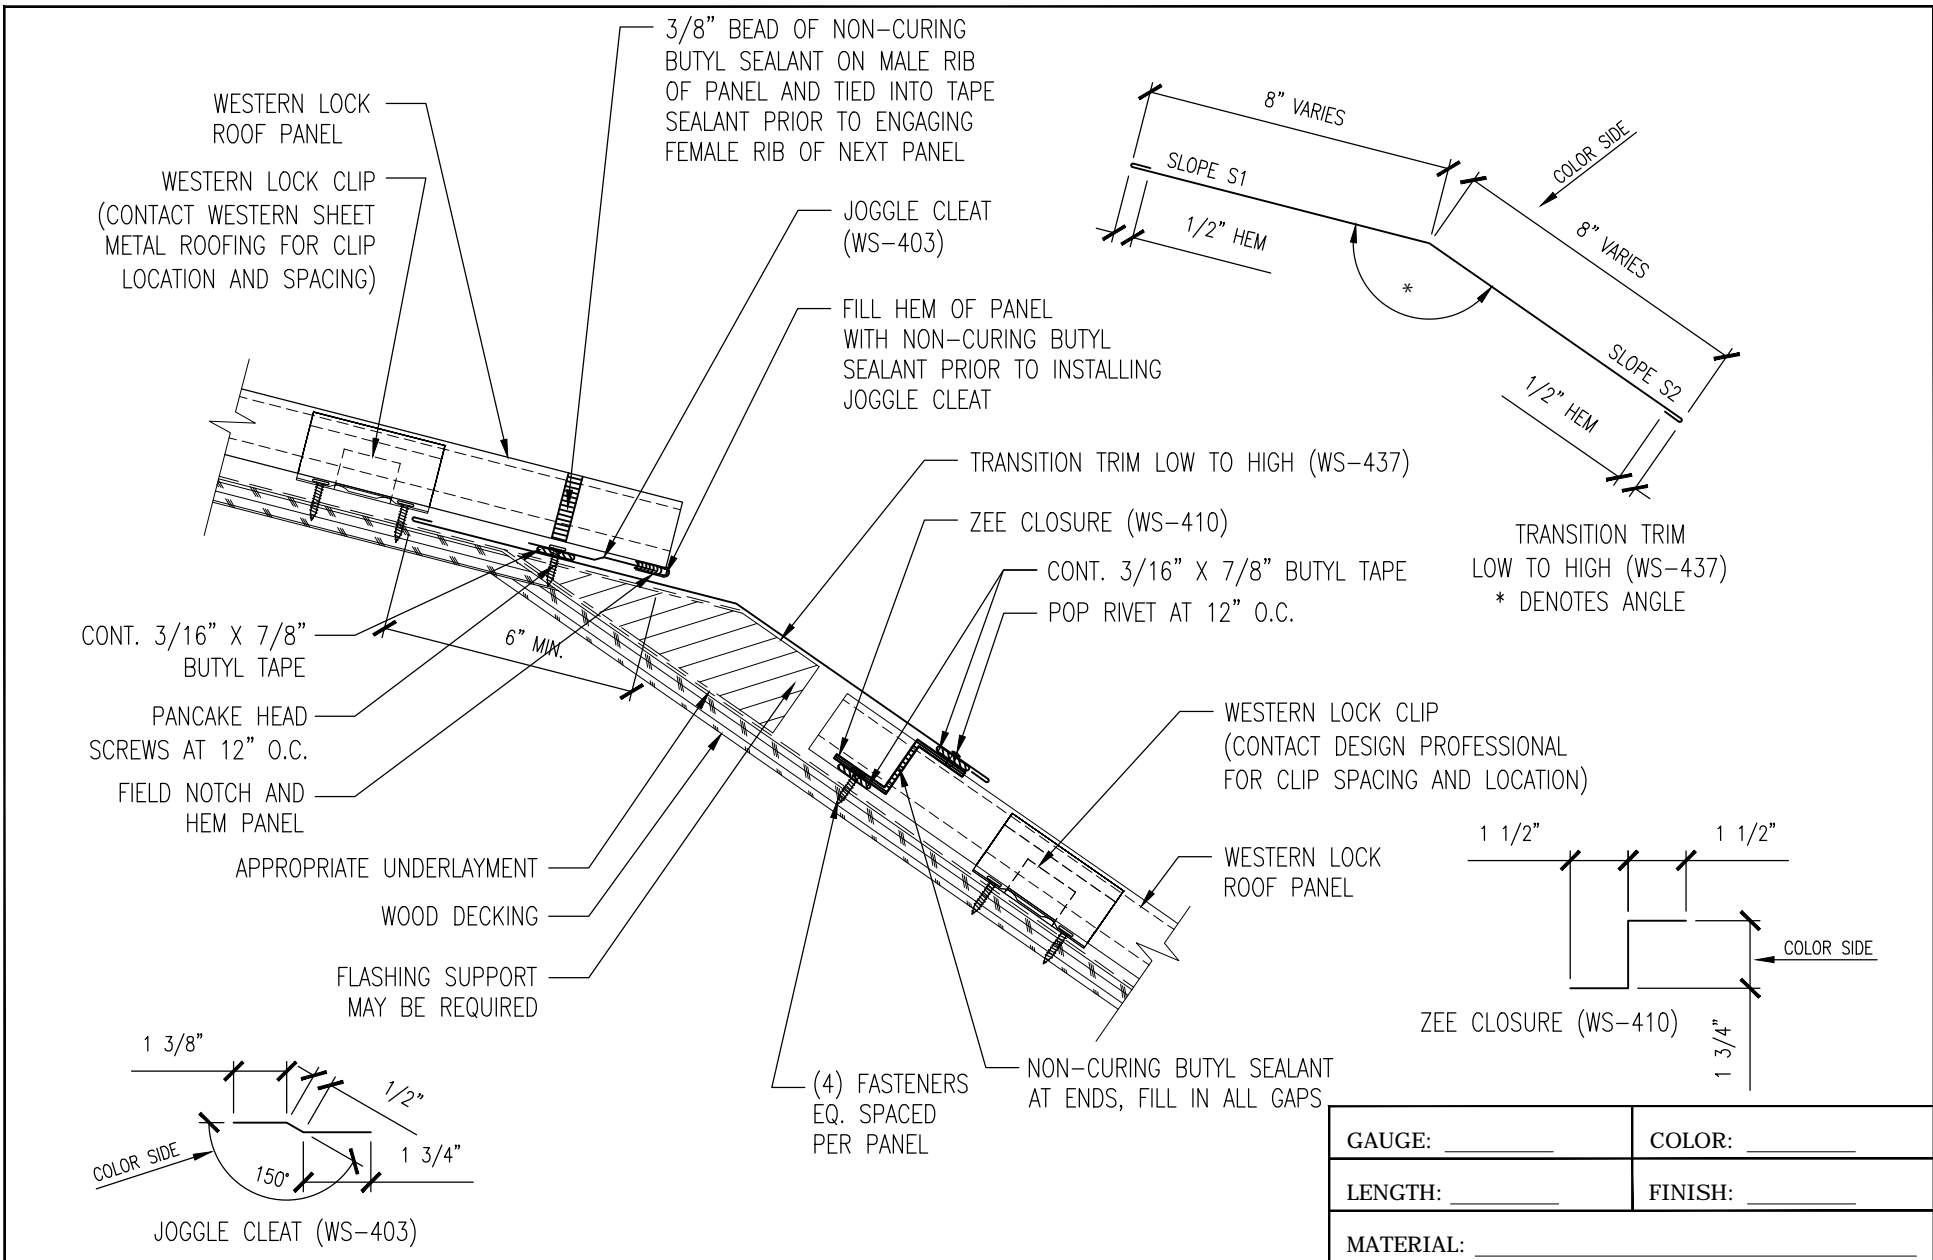 3/8” BEAD OF NON-CURING
BUTYL SEALANT ON MALE RIB
OF PANEL AND TIED INTO TAPE
SEALANT PRIOR TO ENGAGING
FEMALE RIB OF NEXT PANEL
WESTERN LOCK
ROOF PANEL
WESTERN LOCK CLIP
(CONTACT WESTERN SHEET
METAL ROOFING FOR CLIP
LOCATION AND SPACING)
JOGGLE CLEAT
(WS-403)
FILL HEM OF PANEL
WITH NON-CURING BUTYL
SEALANT PRIOR TO INSTALLING
JOGGLE CLEAT
8” VARIES
COLOR SIDE
SLOPE S1
1/2” HEM
8” VARIES
*
SLOPE S2
1/2” HEM
TRANSITION TRIM
LOW TO HIGH (WS-437)
* DENOTES ANGLE
TRANSITION TRIM LOW TO HIGH (WS-437)
ZEE CLOSURE (WS-410)
CONT. 3/16” X 7/8” BUTYL TAPE
POP RIVET AT 12” O.C.
CONT. 3/16” X 7/8”
BUTYL TAPE
6” MIN.
PANCAKE HEAD
SCREWS AT 12” O.C.
FIELD NOTCH AND
HEM PANEL
APPROPRIATE UNDERLAYMENT
WOOD DECKING
FLASHING SUPPORT
MAY BE REQUIRED
WESTERN LOCK CLIP
(CONTACT DESIGN PROFESSIONAL
FOR CLIP SPACING AND LOCATION)
WESTERN LOCK
ROOF PANEL
1 1/2”
1 1/2”
COLOR SIDE
1 3/4”
ZEE CLOSURE (WS-410)
(4) FASTENERS
EQ. SPACED
PER PANEL
NON-CURING BUTYL SEALANT
AT ENDS, FILL IN ALL GAPS
1 3/8”
1/2”
1 3/4”
COLOR SIDE
150°
JOGGLE CLEAT (WS-403)
GAUGE: ________
COLOR: ________
LENGTH: ________
FINISH: ________
MATERIAL: ________________